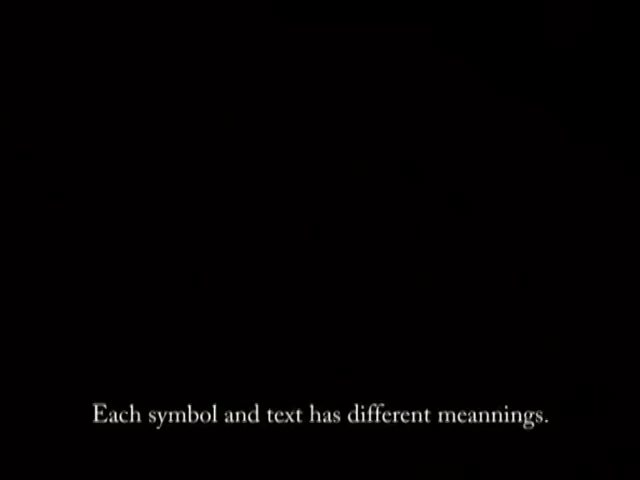 Each symbol and text has different meannings.